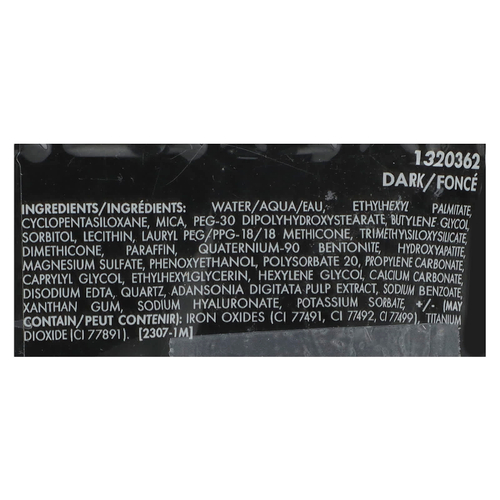 1320362
DARK/FONCÉ
INGREDIENTS/INGRÉDIENTS: WATER/AQUA/EAU, ETHYLHEXYL PALMITATE,
CYCLOPENTASILOXANE, MICA, PEG-30 DIPOLYHYDROXYSTEARATE, BUTYLENE GLYCOL,
SORBITOL, LECITHIN, LAURYL PEG/PPG-18/18 METHICONE, TRIMETHYLSILOXYSILICATE,
DIMETHICONE, PARAFFIN, QUATERNIUM-90 BENTONITE, HYDROXYAPATITE,
MAGNESIUM SULFATE, PHENOXYETHANOL, POLYSORBATE 20, PROPYLENE CARBONATE,
CAPRYLYL GLYCOL, ETHYLHEXYLGLYCERIN, HEXYLENE GLYCOL, CALCIUM CARBONATE,
DISODIUM EDTA, QUARTZ, ADANSONIA DIGITATA PULP EXTRACT, SODIUM BENZOATE,
XANTHAN GUM, SODIUM HYALURONATE, POTASSIUM SORBATE, +/- (MAY
CONTAIN/PEUT CONTENIR): IRON OXIDES (CI 77491, CI 77492, CI 77499), TITANIUM
DIOXIDE (CI 77891). [2307-1M]